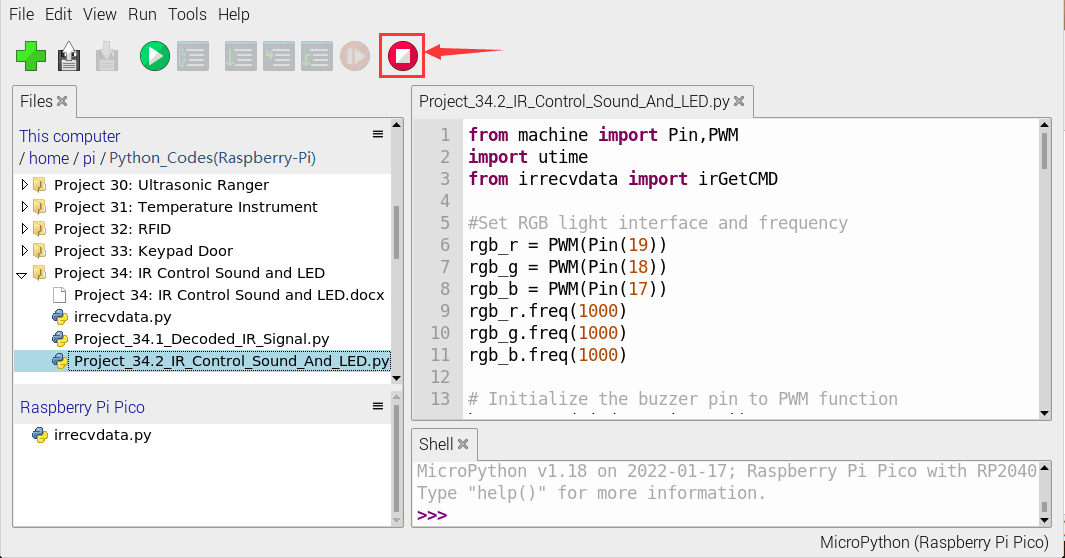 File Edit View Run Tools Help
Files
This computer
/ home / pi / Python_Codes(Raspberry-Pi)
Project 30: Ultrasonic Ranger
Project 31: Temperature Instrument
Project 32: RFID
Project 33: Keypad Door
Project 34: IR Control Sound and LED
Project 34: IR Control Sound and LED.docx
irrecvdata.py
Project_34.1_Decoded_IR_Signal.py
Project_34.2_IR_Control_Sound_And_LED.py
Raspberry Pi Pico
irrecvdata.py
Project_34.2_IR_Control_Sound_And_LED.py
1 from machine import Pin,PWM
2 import utime
3 from irrecvdata import irGetCMD
4
5 #Set RGB light interface and frequency
6 rgb_r = PWM(Pin(19))
7 rgb_g = PWM(Pin(18))
8 rgb_b = PWM(Pin(17))
9 rgb_r.freq(1000)
10 rgb_g.freq(1000)
11 rgb_b.freq(1000)
12
13 # Initialize the buzzer pin to PWM function
Shell
MicroPython v1.18 on 2022-01-17; Raspberry Pi Pico with RP2040
Type "help()" for more information.
>>>
MicroPython (Raspberry Pi Pico)